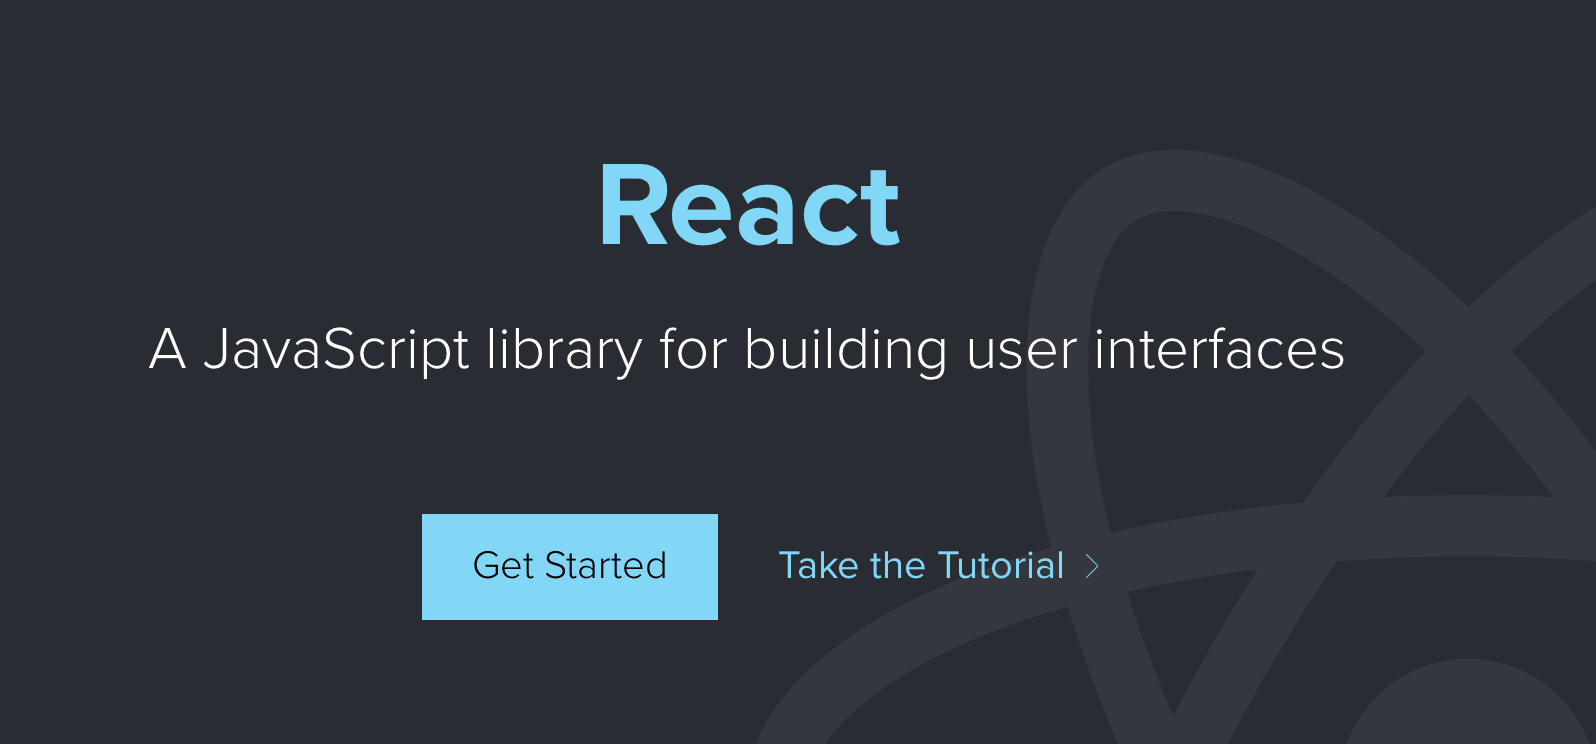 React
A JavaScript library for building user interfaces
Get Started
Take the Tutorial